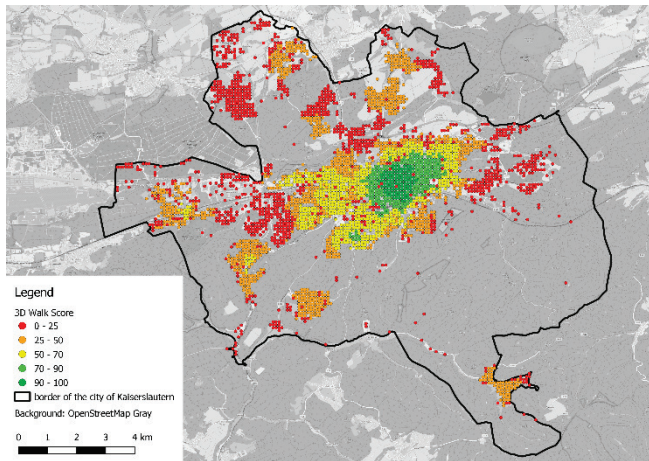 Legend
3D Walk Score
0 - 25
25 - 50
50 - 70
70 - 90
90 - 100
border of the city of Kaiserslautern
Background: OpenStreetMap Gray
0 1 2 3 4 km